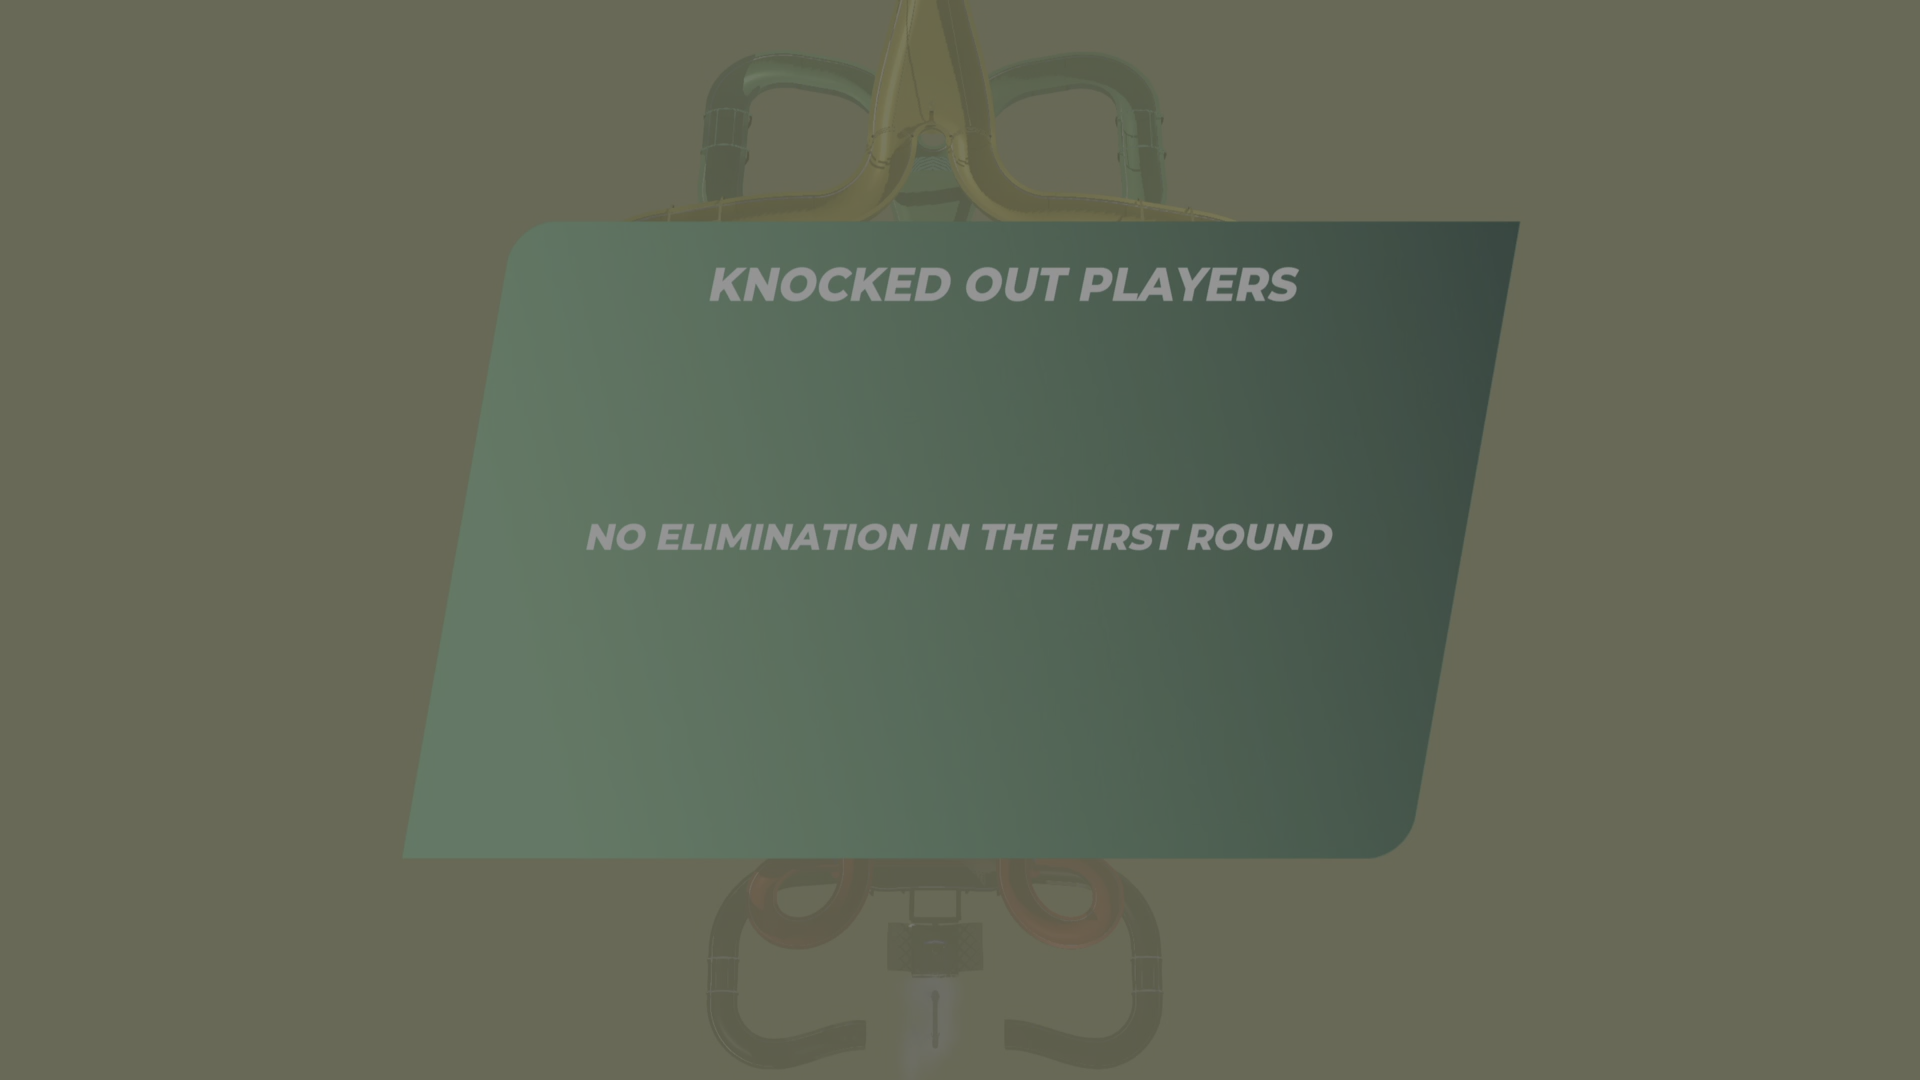 KNOCKED OUT PLAYERS
NO ELIMINATION IN THE FIRST ROUND